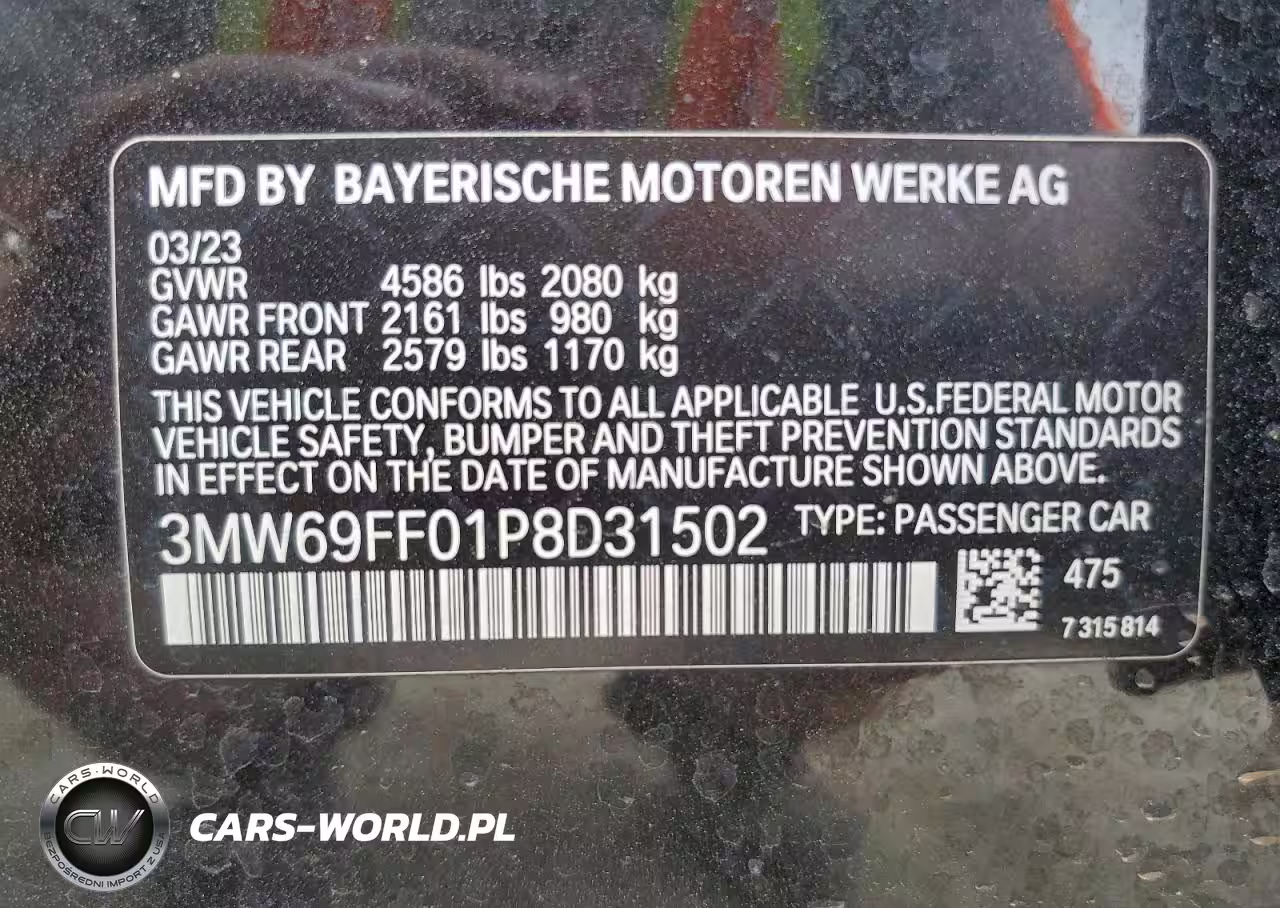 MFD BY BAYERISCHE MOTOREN WERKE AG
03/23
GVWR 4586 lbs 2080 kg
GAWR FRONT 2161 lbs 980 kg
GAWR REAR 2579 lbs 1170 kg
THIS VEHICLE CONFORMS TO ALL APPLICABLE U.S.FEDERAL MOTOR
VEHICLE SAFETY, BUMPER AND THEFT PREVENTION STANDARDS
IN EFFECT ON THE DATE OF MANUFACTURE SHOWN ABOVE.
3MW69FF01P8D31502 TYPE: PASSENGER CAR
475
7 315 814
CARS-WORLD
CW
BEZPOŚREDNI IMPORT Z USA
CARS-WORLD.PL